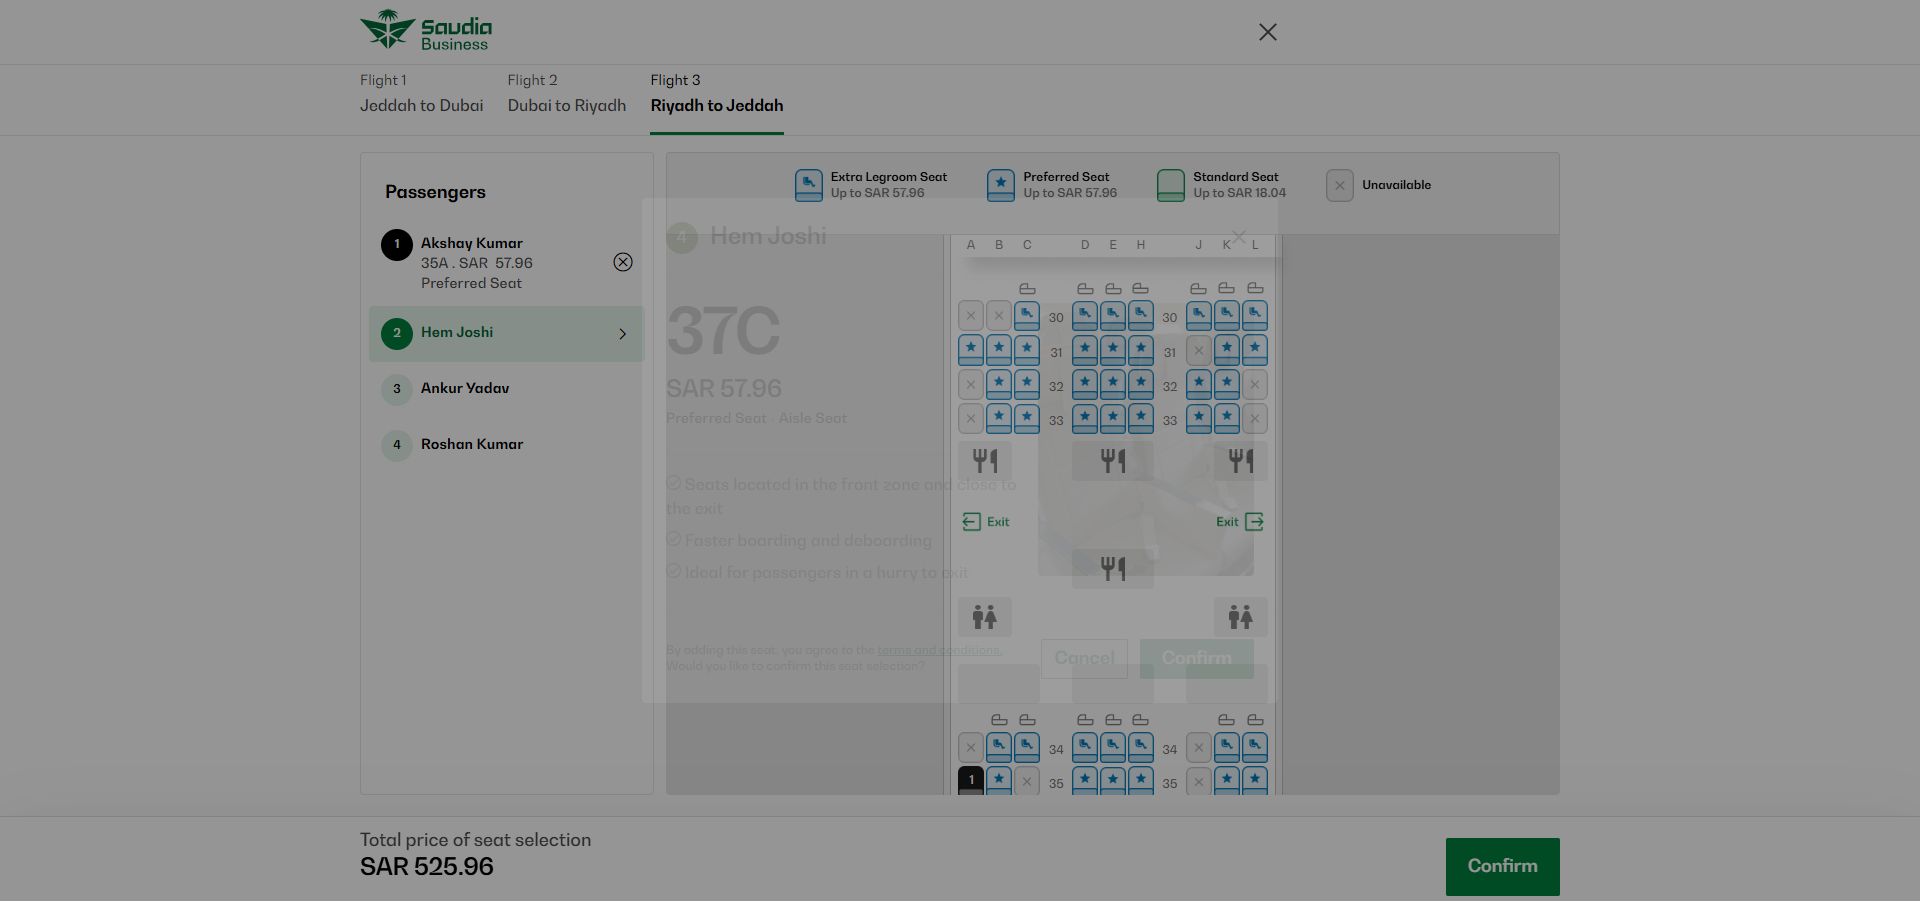 Saudia
Business
Flight 1
Jeddah to Dubai
Flight 2
Dubai to Riyadh
Flight 3
Riyadh to Jeddah
Passengers
1
Akshay Kumar
35A . SAR 57.96
Preferred Seat
2
Hem Joshi
3
Ankur Yadav
4
Roshan Kumar
Extra Legroom Seat
Up to SAR 57.96
Preferred Seat
Up to SAR 57.96
Standard Seat
Up to SAR 18.04
Unavailable
4
Hem Joshi
37C
SAR 57.96
Preferred Seat - Aisle Seat
Seats located in the front zone and close to
the exit
Faster boarding and deboarding
Ideal for passengers in a hurry to exit
By adding this seat, you agree to the terms and conditions.
Would you like to confirm this seat selection?
Cancel
Confirm
A B C D E H J K L
30 30
31 31
32 32
33 33
Exit
Exit
34 34
1 35 35
Total price of seat selection
SAR 525.96
Confirm